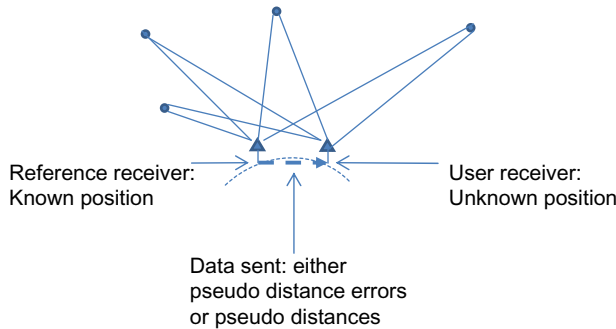 Reference receiver:
Known position
User receiver:
Unknown position
Data sent: either
pseudo distance errors
or pseudo distances